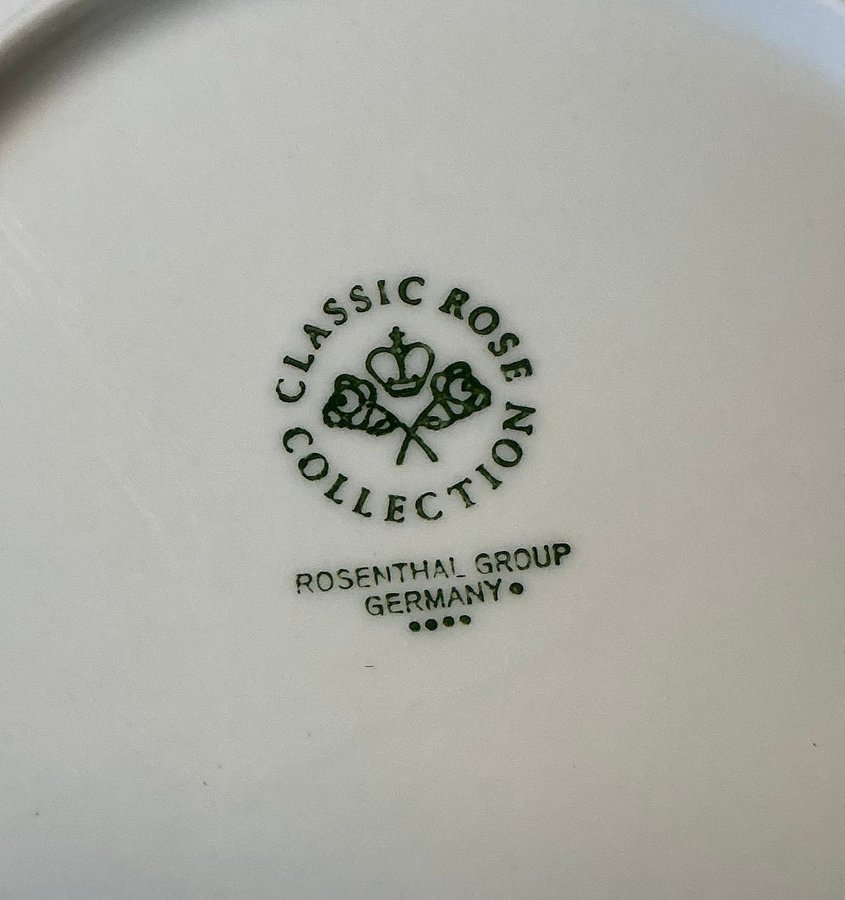 CLASSIC ROSE
COLLECTION
ROSENTHAL GROUP
GERMANY